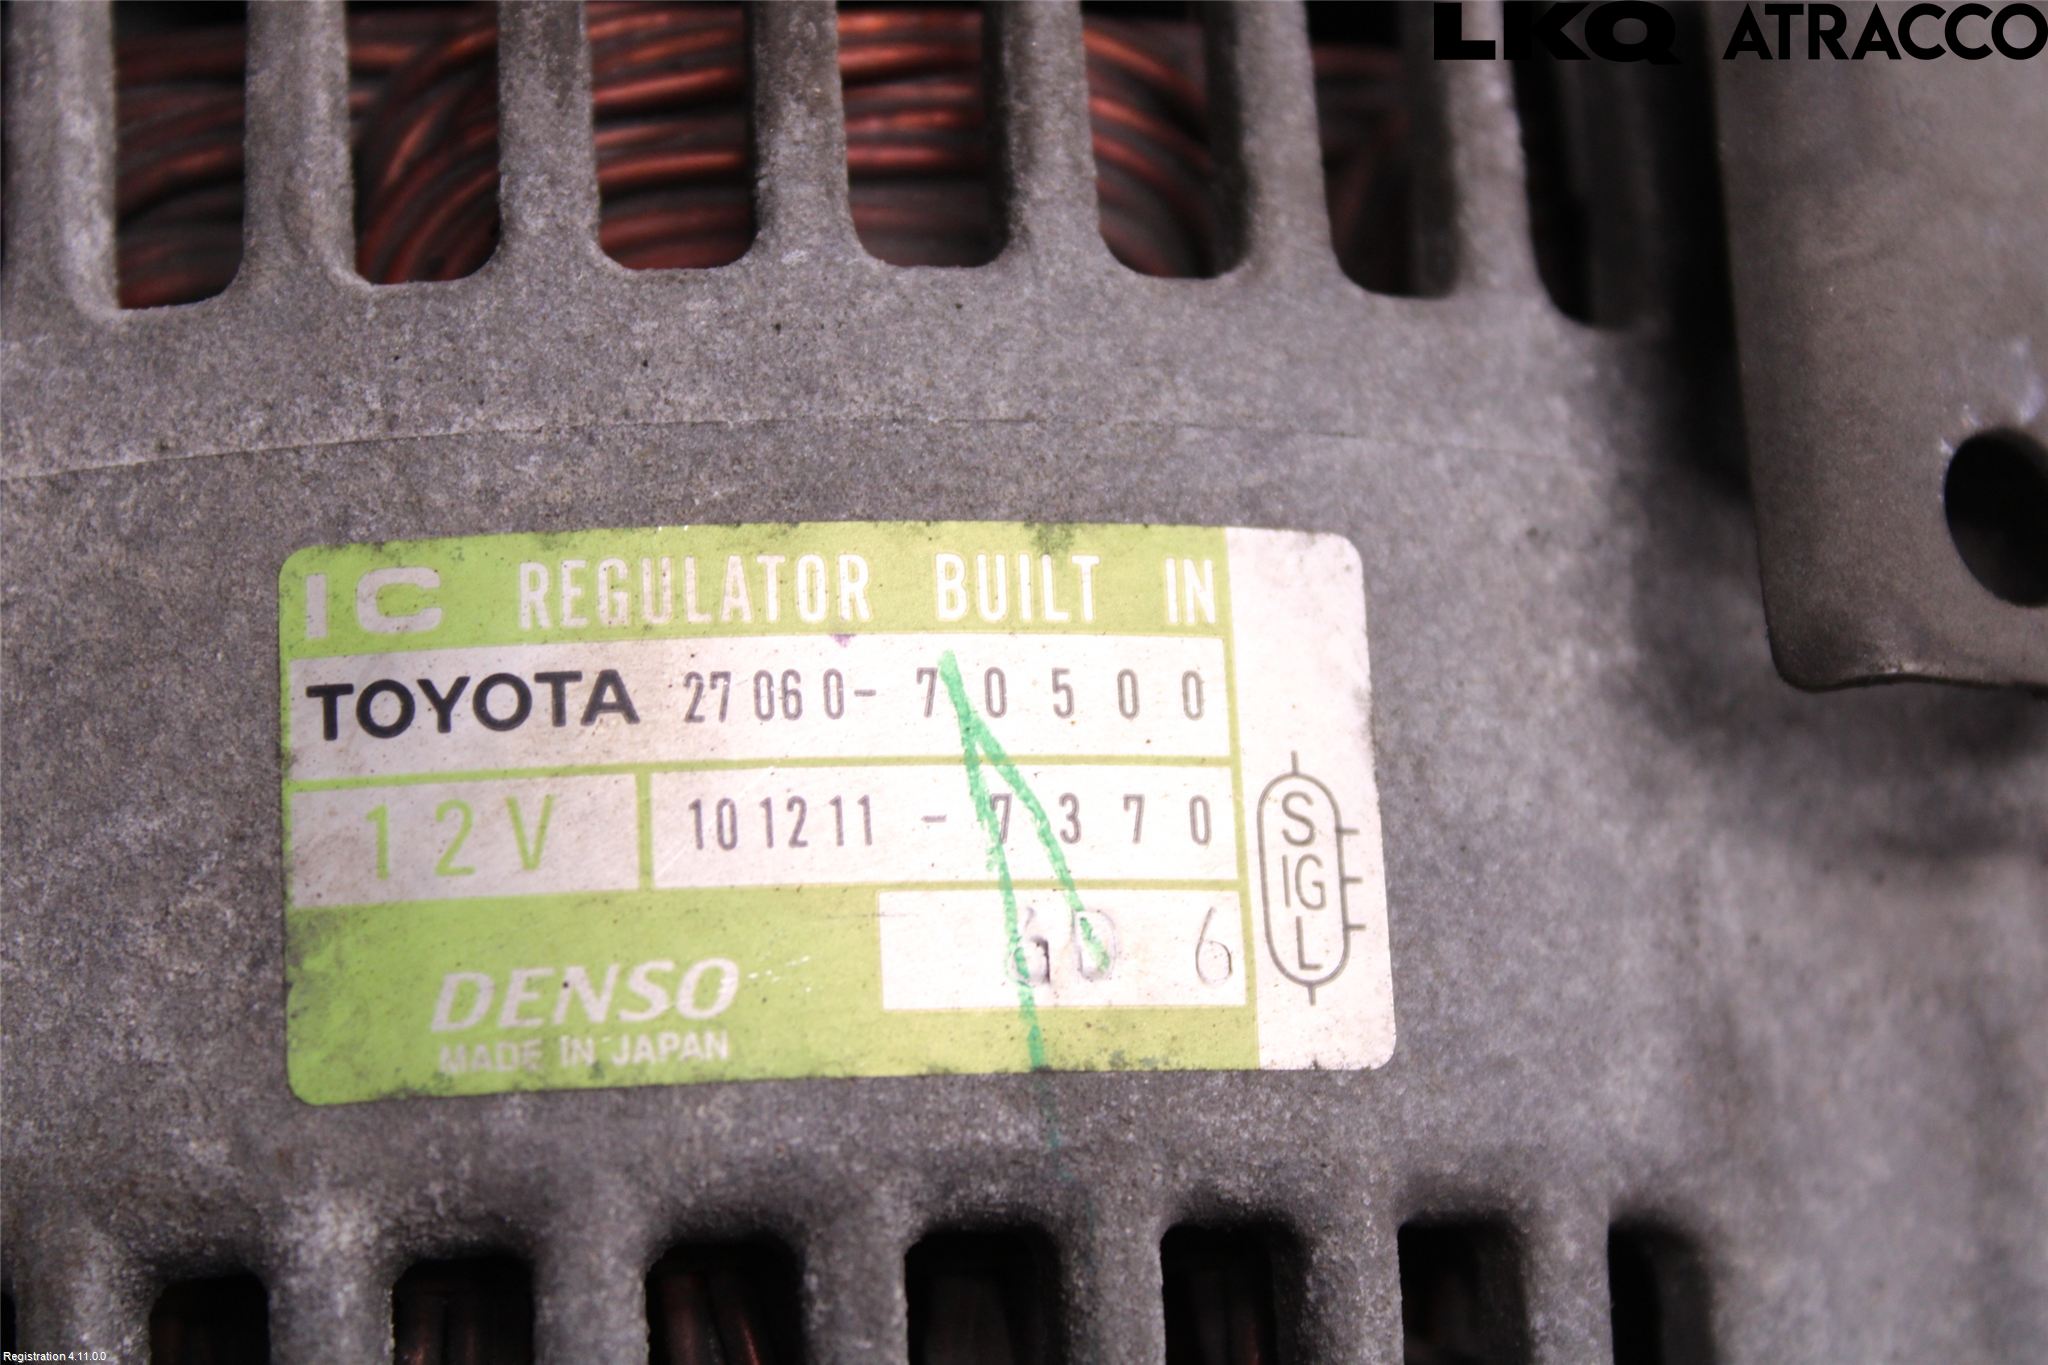 LKQ ATRACCO
IC REGULATOR BUILT IN
TOYOTA 27060-70500
12V 101211-7370
GD 6
DENSO
MADE IN JAPAN
S
IG
L
Registration 4.11.0.0